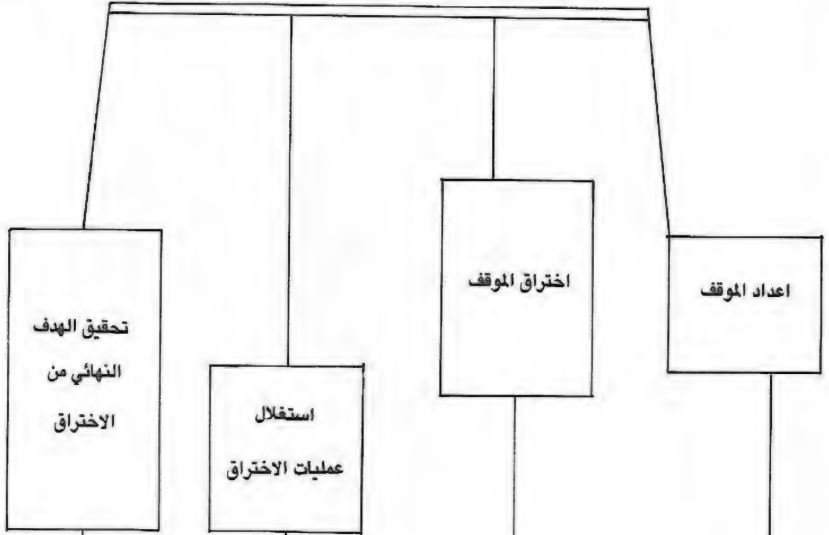 اعداد الموقف
اختراق الموقف
استغلال
عمليات الاختراق
تحقيق الهدف
النهائي من
الاختراق